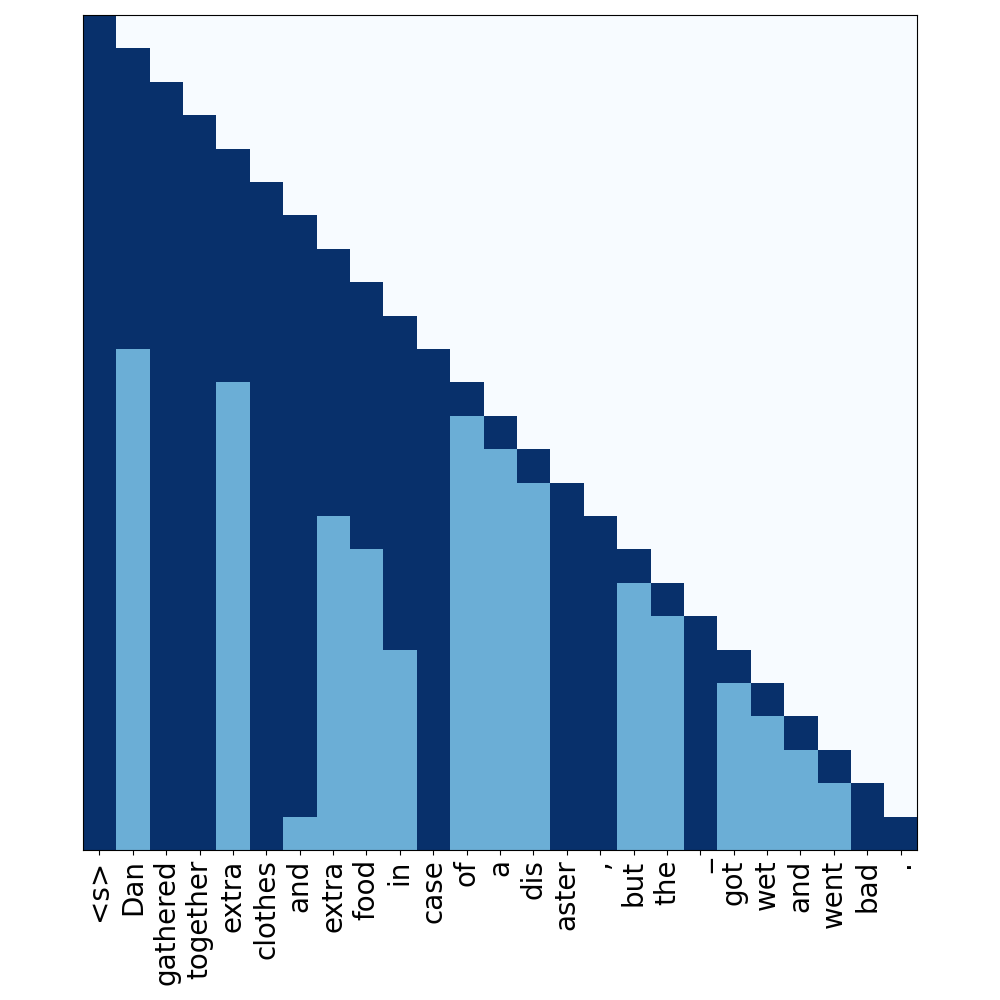 <s> Dan gathered together extra clothes and extra food in case of a dis aster , but the _ got wet and went bad .